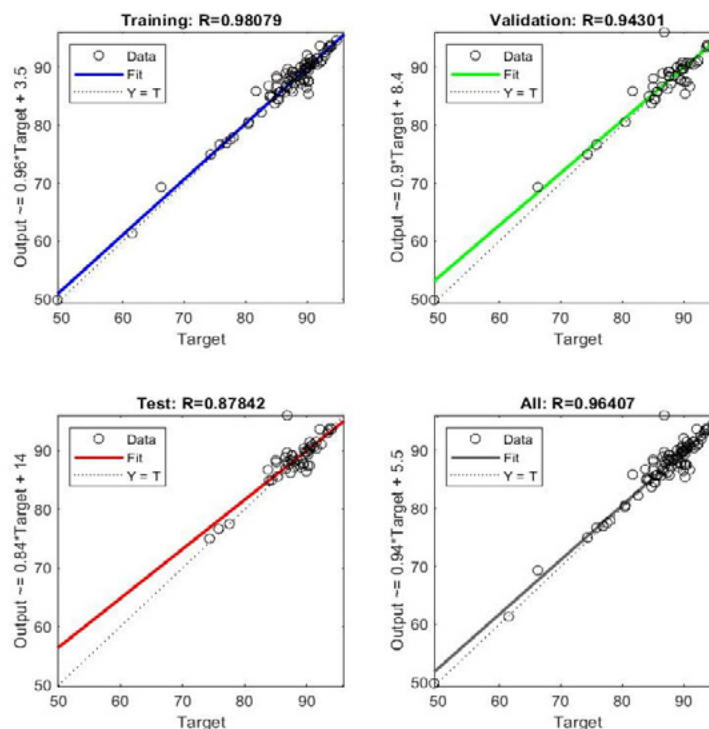 Training: R=0.98079
Output ~= 0.96*Target + 3.5
Data
Fit
Y = T
90
80
70
60
50
50 60 70 80 90
Target
Validation: R=0.94301
Output ~= 0.9*Target + 8.4
Data
Fit
Y = T
90
80
70
60
50
50 60 70 80 90
Target
Test: R=0.87842
Output ~= 0.84*Target + 14
Data
Fit
Y = T
90
80
70
60
50
50 60 70 80 90
Target
All: R=0.96407
Output ~= 0.94*Target + 5.5
Data
Fit
Y = T
90
80
70
60
50
50 60 70 80 90
Target